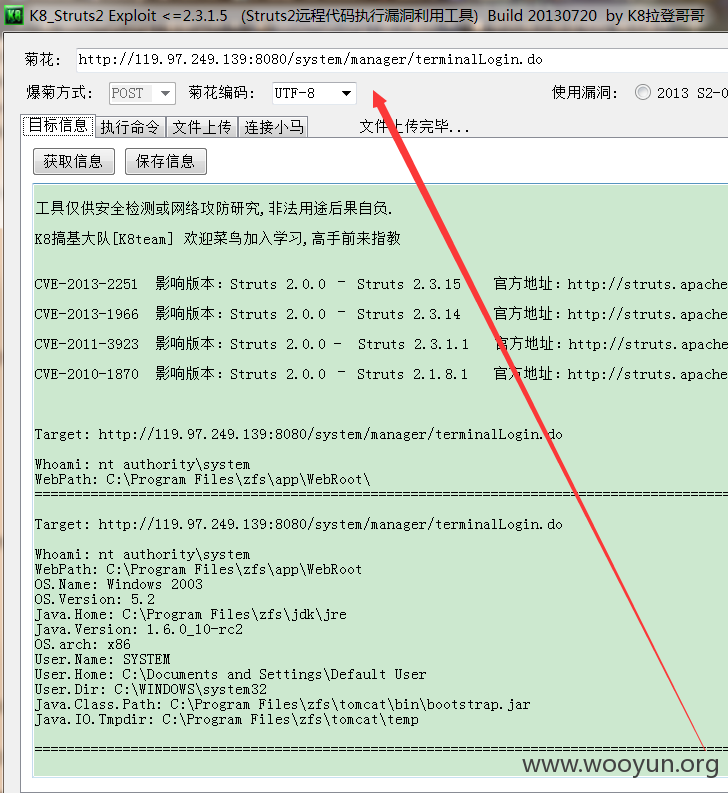 K8_Struts2 Exploit <=2.3.1.5 (Struts2远程代码执行漏洞利用工具) Build 20130720 by K8拉登哥哥
菊花: http://119.97.249.139:8080/system/manager/terminalLogin.do
爆菊方式: POST 菊花编码: UTF-8 使用漏洞: 2013 S2-0
目标信息 执行命令 文件上传 连接小马 文件上传完毕...
获取信息 保存信息
工具仅供安全检测或网络攻防研究,非法用途后果自负.
K8搞基大队[K8team] 欢迎菜鸟加入学习,高手前来指教
CVE-2013-2251 影响版本: Struts 2.0.0 - Struts 2.3.15 官方地址: http://struts.apache
CVE-2013-1966 影响版本: Struts 2.0.0 - Struts 2.3.14 官方地址: http://struts.apache
CVE-2011-3923 影响版本: Struts 2.0.0 - Struts 2.3.1.1 官方地址: http://struts.apache
CVE-2010-1870 影响版本: Struts 2.0.0 - Struts 2.1.8.1 官方地址: http://struts.apache
Target: http://119.97.249.139:8080/system/manager/terminalLogin.do
Whoami: nt authority\system
WebPath: C:\Program Files\zfs\app\WebRoot\
================================================================================
Target: http://119.97.249.139:8080/system/manager/terminalLogin.do
Whoami: nt authority\system
WebPath: C:\Program Files\zfs\app\WebRoot
OS.Name: Windows 2003
OS.Version: 5.2
Java.Home: C:\Program Files\zfs\jdk\jre
Java.Version: 1.6.0_10-rc2
OS.arch: x86
User.Name: SYSTEM
User.Home: C:\Documents and Settings\Default User
User.Dir: C:\WINDOWS\system32
Java.Class.Path: C:\Program Files\zfs\tomcat\bin\bootstrap.jar
Java.IO.Tmpdir: C:\Program Files\zfs\tomcat\temp
================================================================================
www.wooyun.org